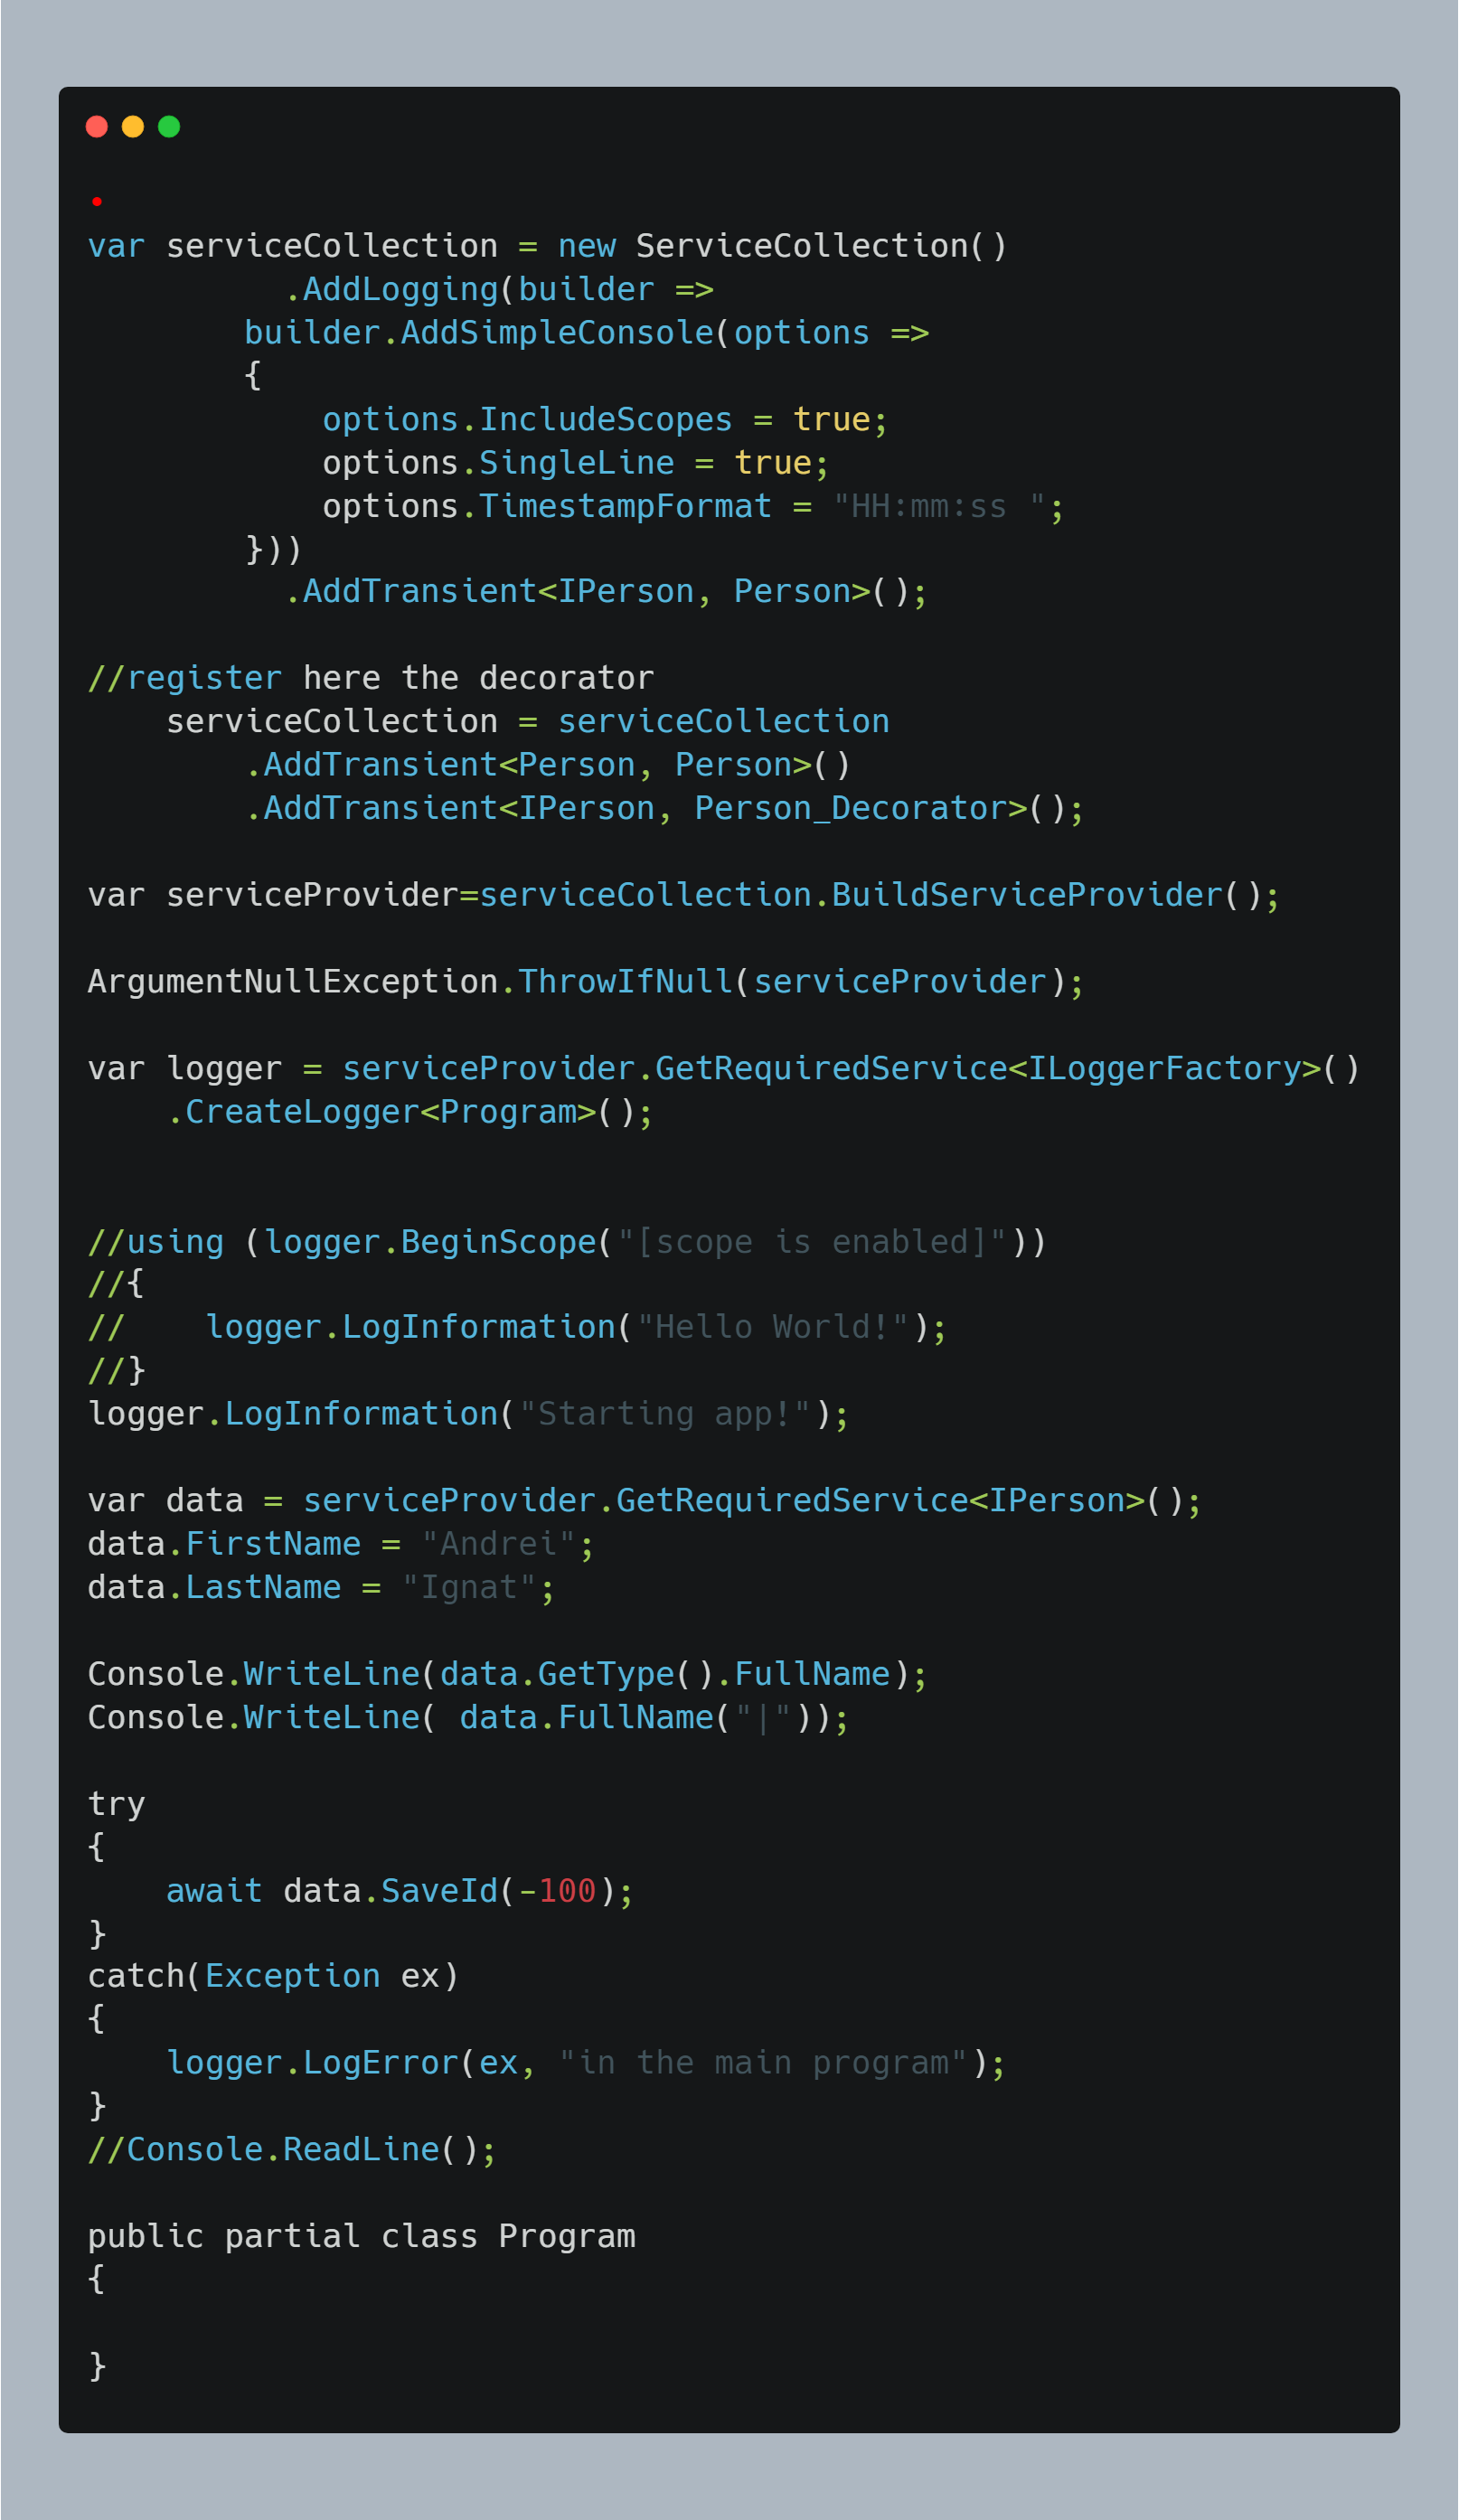 var serviceCollection = new ServiceCollection()
          .AddLogging(builder =>
        builder.AddSimpleConsole(options =>
        {
            options.IncludeScopes = true;
            options.SingleLine = true;
            options.TimestampFormat = "HH:mm:ss ";
        }))
          .AddTransient<IPerson, Person>();

//register here the decorator
    serviceCollection = serviceCollection
        .AddTransient<Person, Person>()
        .AddTransient<IPerson, Person_Decorator>();

var serviceProvider=serviceCollection.BuildServiceProvider();

ArgumentNullException.ThrowIfNull(serviceProvider);

var logger = serviceProvider.GetRequiredService<ILoggerFactory>()
    .CreateLogger<Program>();


//using (logger.BeginScope("[scope is enabled]"))
//{
//    logger.LogInformation("Hello World!");
//}
logger.LogInformation("Starting app!");

var data = serviceProvider.GetRequiredService<IPerson>();
data.FirstName = "Andrei";
data.LastName = "Ignat";

Console.WriteLine(data.GetType().FullName);
Console.WriteLine( data.FullName("|"));

try
{
    await data.SaveId(-100);
}
catch(Exception ex)
{
    logger.LogError(ex, "in the main program");
}
//Console.ReadLine();

public partial class Program
{

}